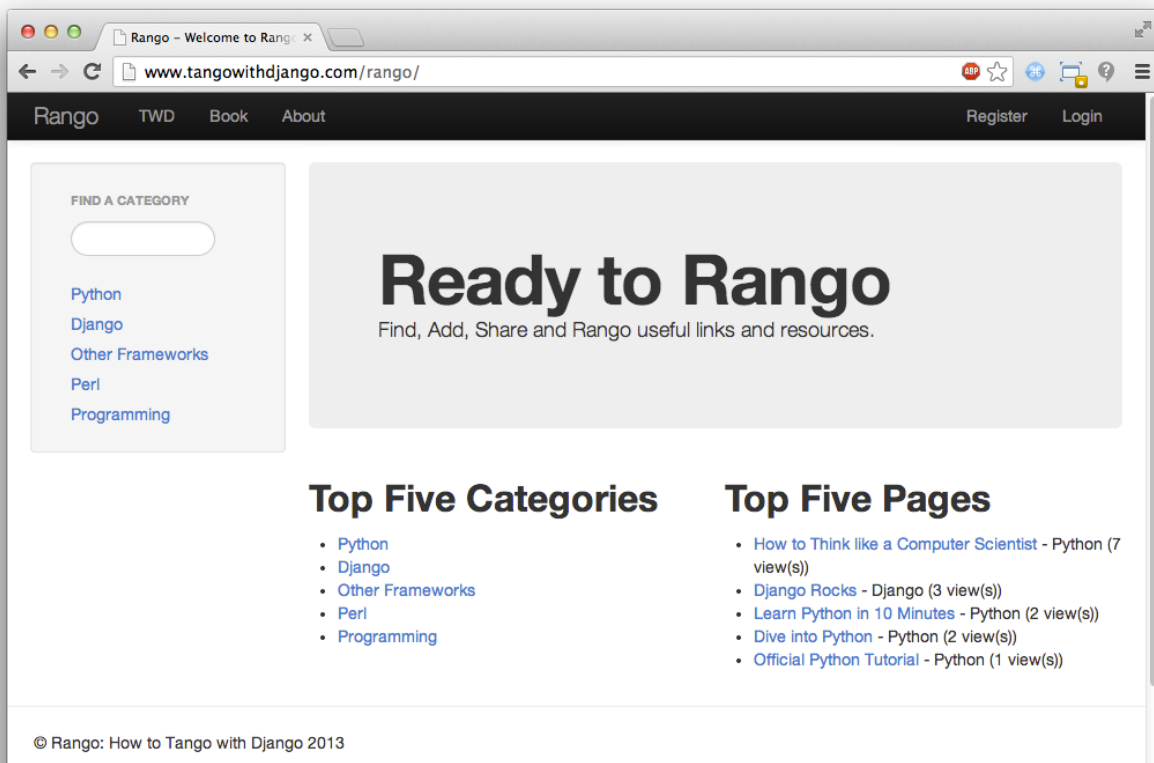 Rango - Welcome to Rang
www.tangowithdjango.com/rango/
ABP
Rango TWD Book About Register Login
FIND A CATEGORY
Python
Django
Other Frameworks
Perl
Programming
Ready to Rango
Find, Add, Share and Rango useful links and resources.
Top Five Categories
• Python
• Django
• Other Frameworks
• Perl
• Programming
Top Five Pages
• How to Think like a Computer Scientist - Python (7
view(s))
• Django Rocks - Django (3 view(s))
• Learn Python in 10 Minutes - Python (2 view(s))
• Dive into Python - Python (2 view(s))
• Official Python Tutorial - Python (1 view(s))
© Rango: How to Tango with Django 2013